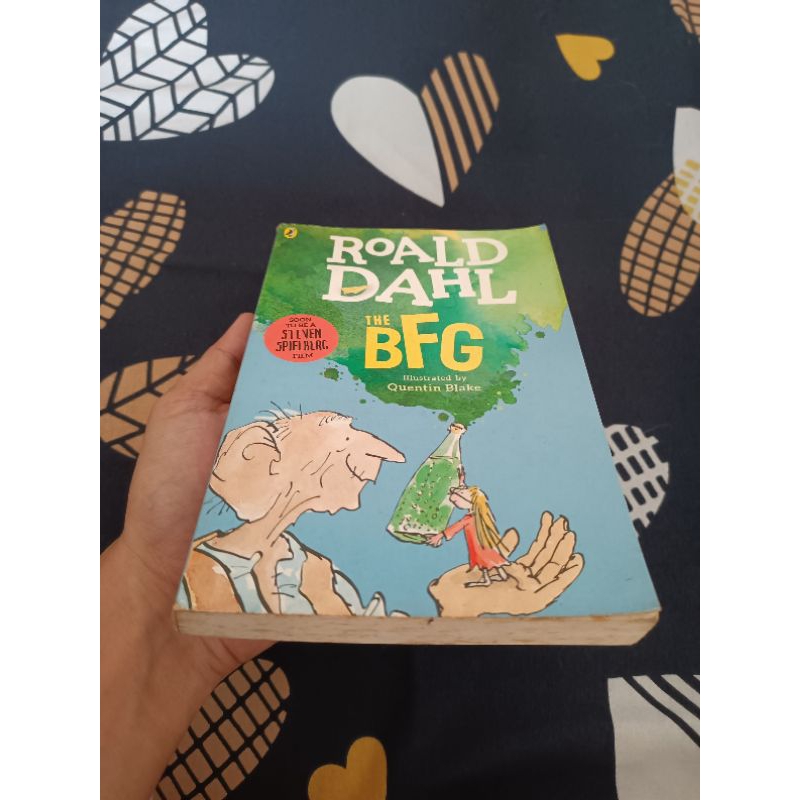 ROALD
DAHL
THE
BFG
Illustrated by
Quentin Blake
SOON
TO BE A
STEVEN
SPIELBERG
FILM